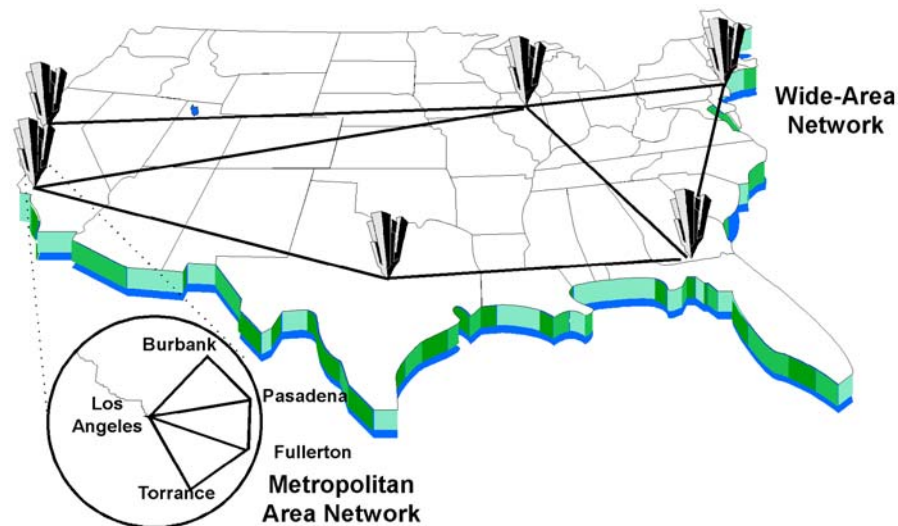 Wide-Area
Network
Burbank
Los
Angeles
Pasadena
Fullerton
Torrance
Metropolitan
Area Network